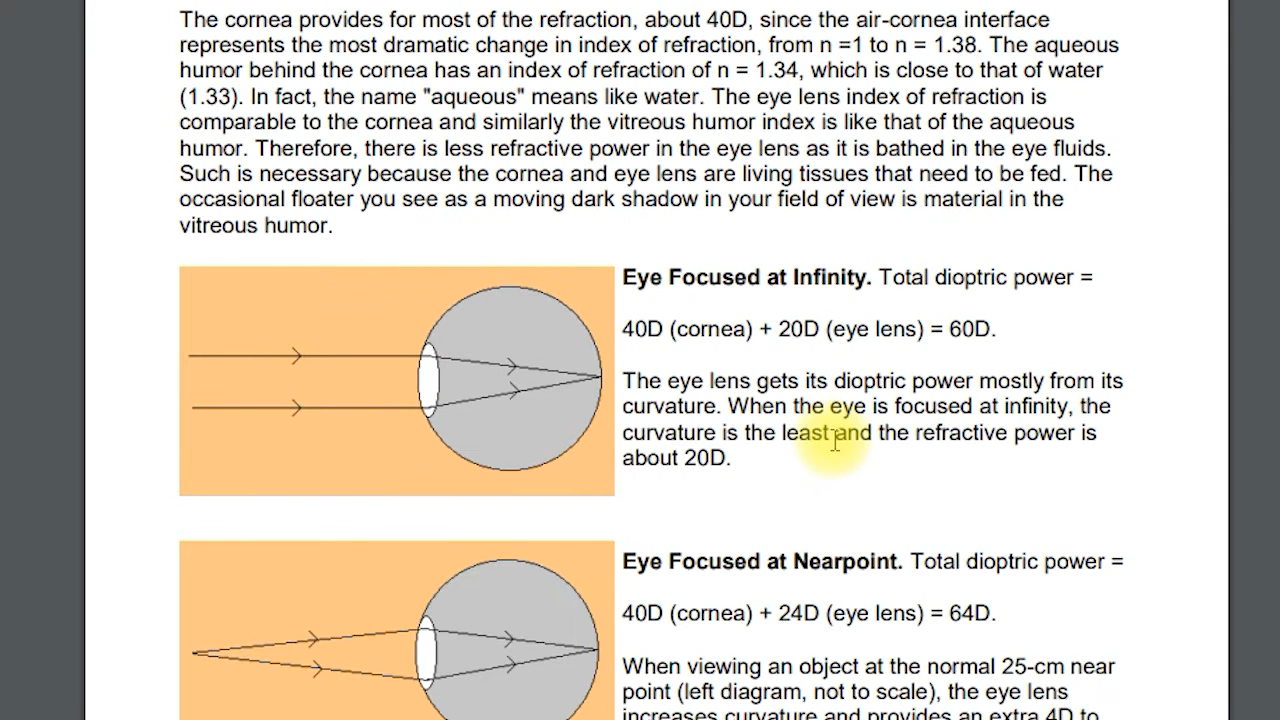 The cornea provides for most of the refraction, about 40D, since the air-cornea interface
represents the most dramatic change in index of refraction, from n =1 to n = 1.38. The aqueous
humor behind the cornea has an index of refraction of n = 1.34, which is close to that of water
(1.33). In fact, the name "aqueous" means like water. The eye lens index of refraction is
comparable to the cornea and similarly the vitreous humor index is like that of the aqueous
humor. Therefore, there is less refractive power in the eye lens as it is bathed in the eye fluids.
Such is necessary because the cornea and eye lens are living tissues that need to be fed. The
occasional floater you see as a moving dark shadow in your field of view is material in the
vitreous humor.
Eye Focused at Infinity. Total dioptric power =
40D (cornea) + 20D (eye lens) = 60D.
The eye lens gets its dioptric power mostly from its
curvature. When the eye is focused at infinity, the
curvature is the least and the refractive power is
about 20D.
Eye Focused at Nearpoint. Total dioptric power =
40D (cornea) + 24D (eye lens) = 64D.
When viewing an object at the normal 25-cm near
point (left diagram, not to scale), the eye lens
increases curvature and provides an extra 4D to